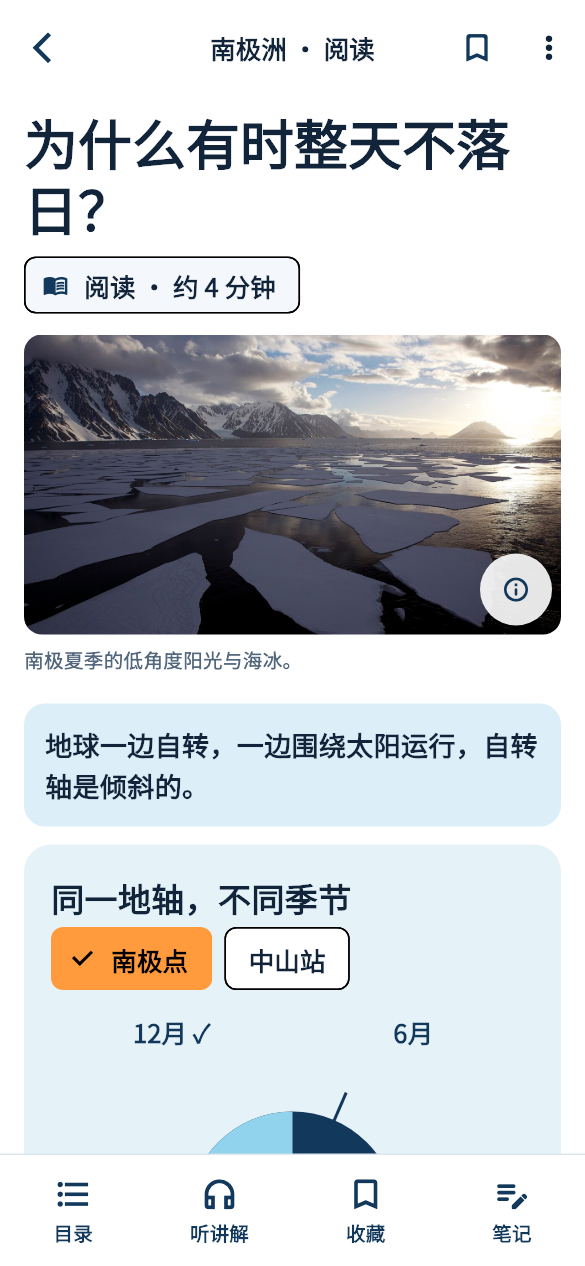 南极洲 · 阅读
为什么有时整天不落
日？
阅读 · 约 4 分钟
南极夏季的低角度阳光与海冰。
地球一边自转，一边围绕太阳运行，自转
轴是倾斜的。
同一地轴，不同季节
南极点
中山站
12月 ✓
6月
目录
听讲解
收藏
笔记